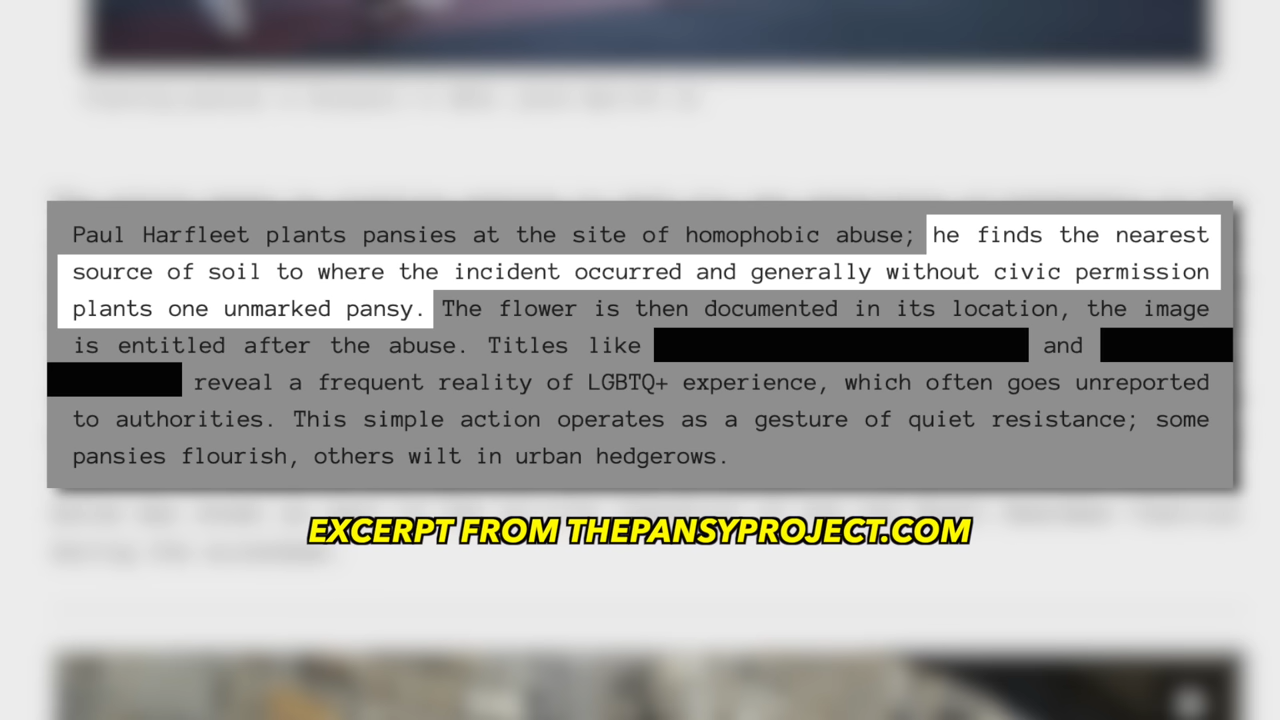 Paul Harfleet plants pansies at the site of homophobic abuse; he finds the nearest
source of soil to where the incident occurred and generally without civic permission
plants one unmarked pansy. The flower is then documented in its location, the image
is entitled after the abuse. Titles like and
reveal a frequent reality of LGBTQ+ experience, which often goes unreported
to authorities. This simple action operates as a gesture of quiet resistance; some
pansies flourish, others wilt in urban hedgerows.
EXCERPT FROM THEPANSYPROJECT.COM